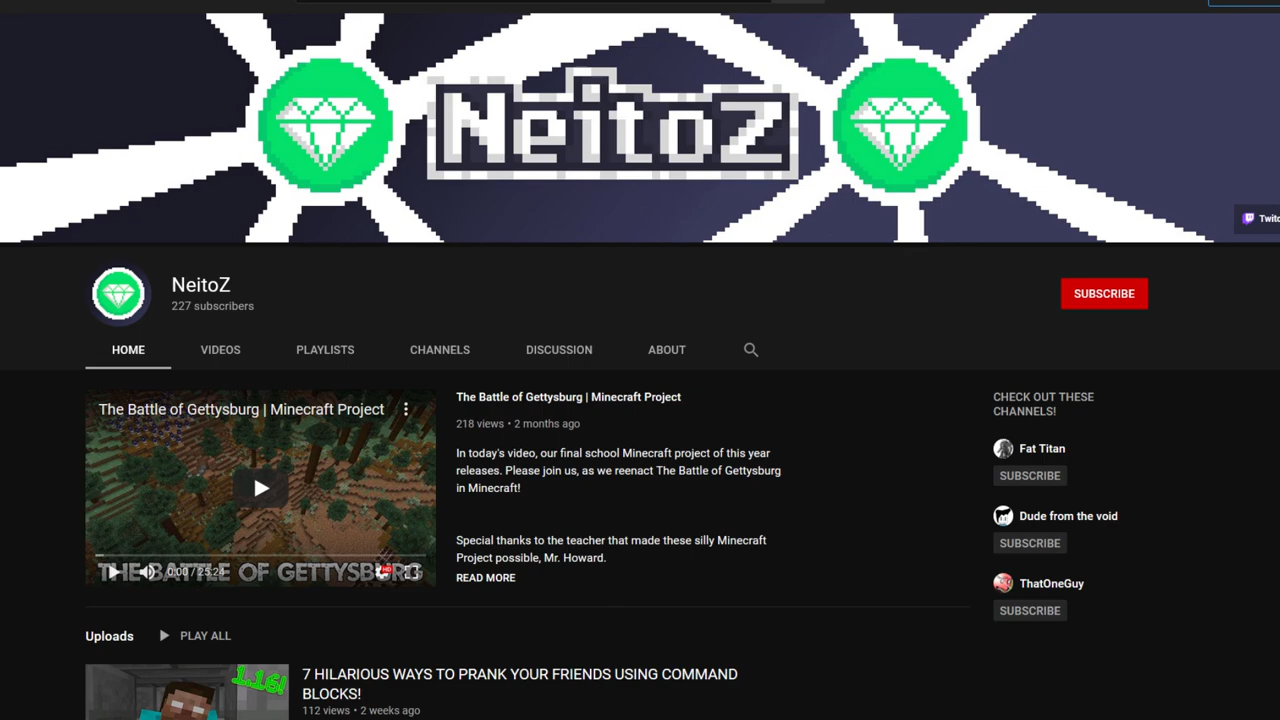 NeitoZ
Twitc
NeitoZ
227 subscribers
SUBSCRIBE
HOME
VIDEOS
PLAYLISTS
CHANNELS
DISCUSSION
ABOUT
The Battle of Gettysburg | Minecraft Project
THE BATTLE OF GETTYSBURG
0:00 / 25:24
HD
The Battle of Gettysburg | Minecraft Project
218 views • 2 months ago
In today's video, our final school Minecraft project of this year
releases. Please join us, as we reenact The Battle of Gettysburg
in Minecraft!
Special thanks to the teacher that made these silly Minecraft
Project possible, Mr. Howard.
READ MORE
CHECK OUT THESE
CHANNELS!
Fat Titan
SUBSCRIBE
Dude from the void
SUBSCRIBE
ThatOneGuy
SUBSCRIBE
Uploads
PLAY ALL
1.16!
7 HILARIOUS WAYS TO PRANK YOUR FRIENDS USING COMMAND
BLOCKS!
112 views • 2 weeks ago